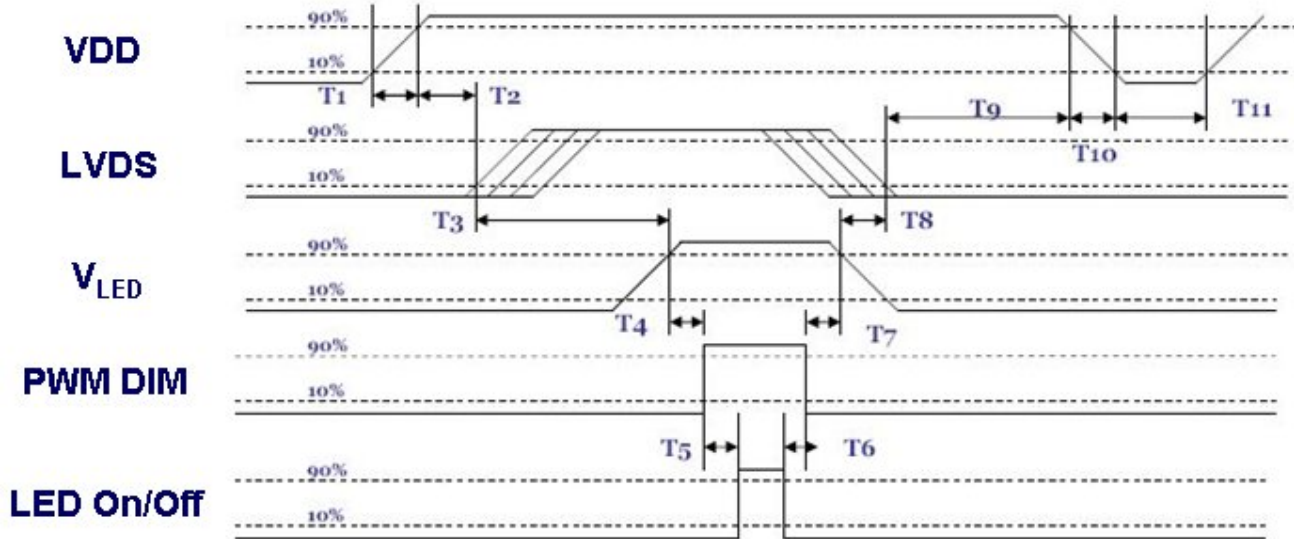 90%
VDD
10%
T1 T2 T9 T11
90%
T10
LVDS
10%
T3 T8
90%
VLED
10%
T4 T7
90%
PWM DIM
10%
T5 T6
90%
LED On/Off
10%